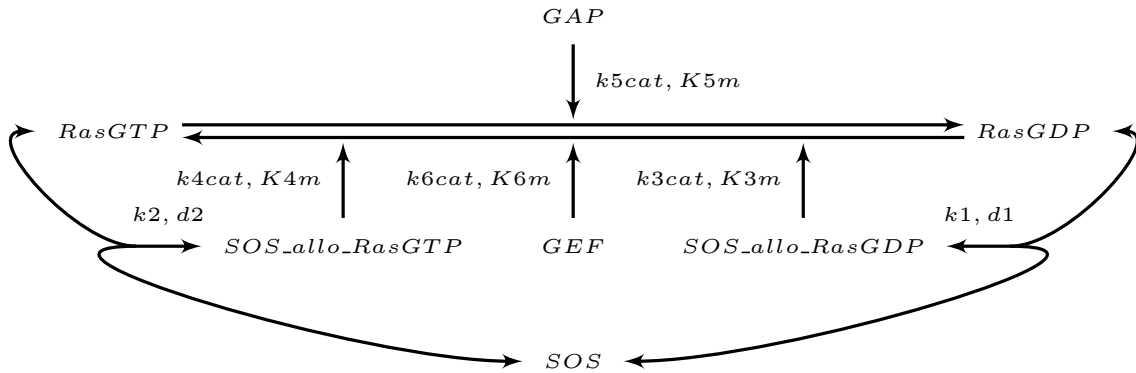 GAP
k5cat, K5m
RasGTP
RasGDP
k4cat, K4m
k6cat, K6m
k3cat, K3m
k2, d2
k1, d1
SOS_allo_RasGTP
GEF
SOS_allo_RasGDP
SOS